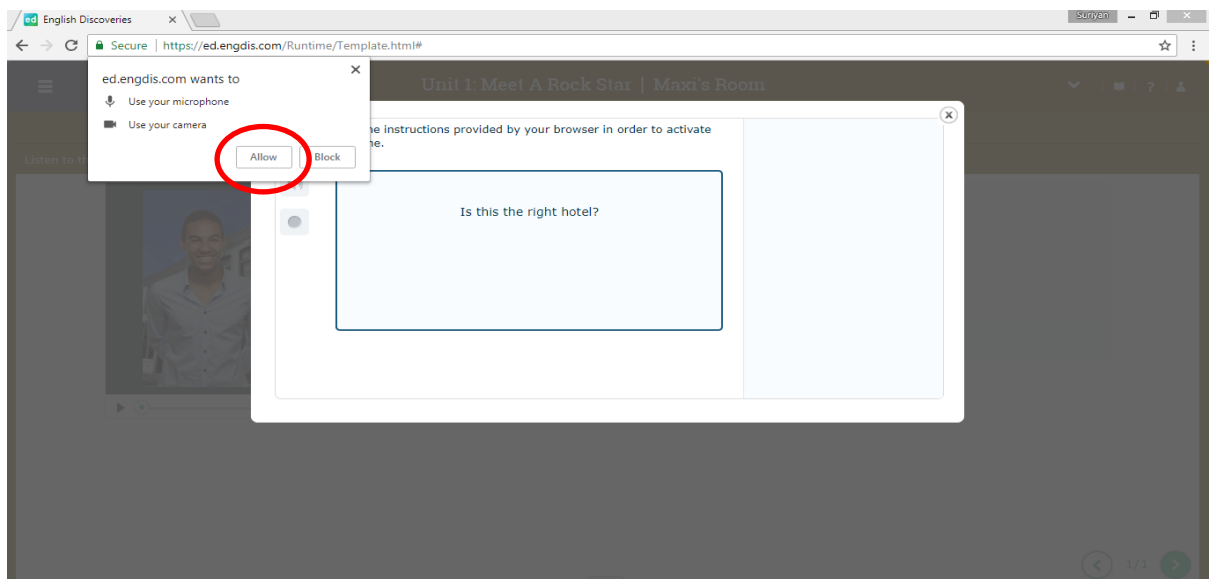 English Discoveries
Suriyan
Secure | https://ed.engdis.com/Runtime/Template.html#
ed.engdis.com wants to
Use your microphone
Use your camera
Allow
Block
Unit 1: Meet A Rock Star | Maxi's Room
Listen to
instructions provided by your browser in order to activate
Is this the right hotel?
1/1